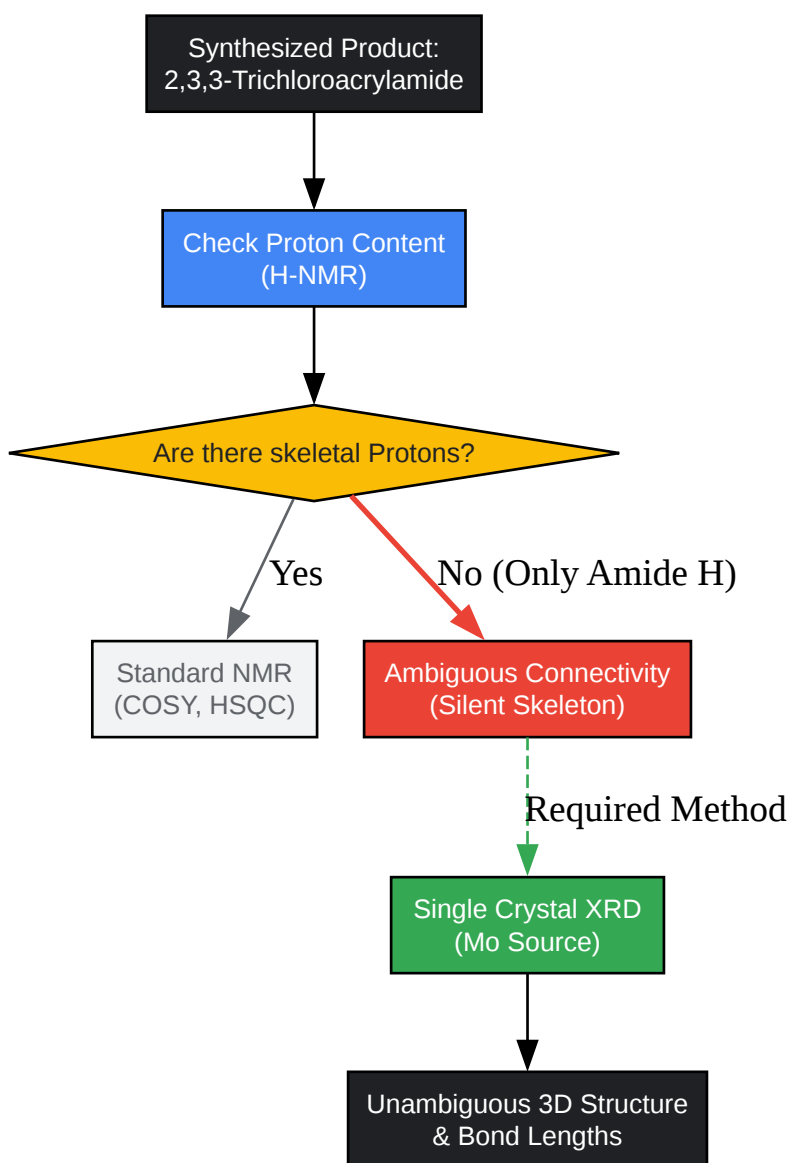 Synthesized Product:
2,3,3-Trichloroacrylamide
Check Proton Content
(H-NMR)
Are there skeletal Protons?
Yes
No (Only Amide H)
Standard NMR
(COSY, HSQC)
Ambiguous Connectivity
(Silent Skeleton)
Required Method
Single Crystal XRD
(Mo Source)
Unambiguous 3D Structure
& Bond Lengths